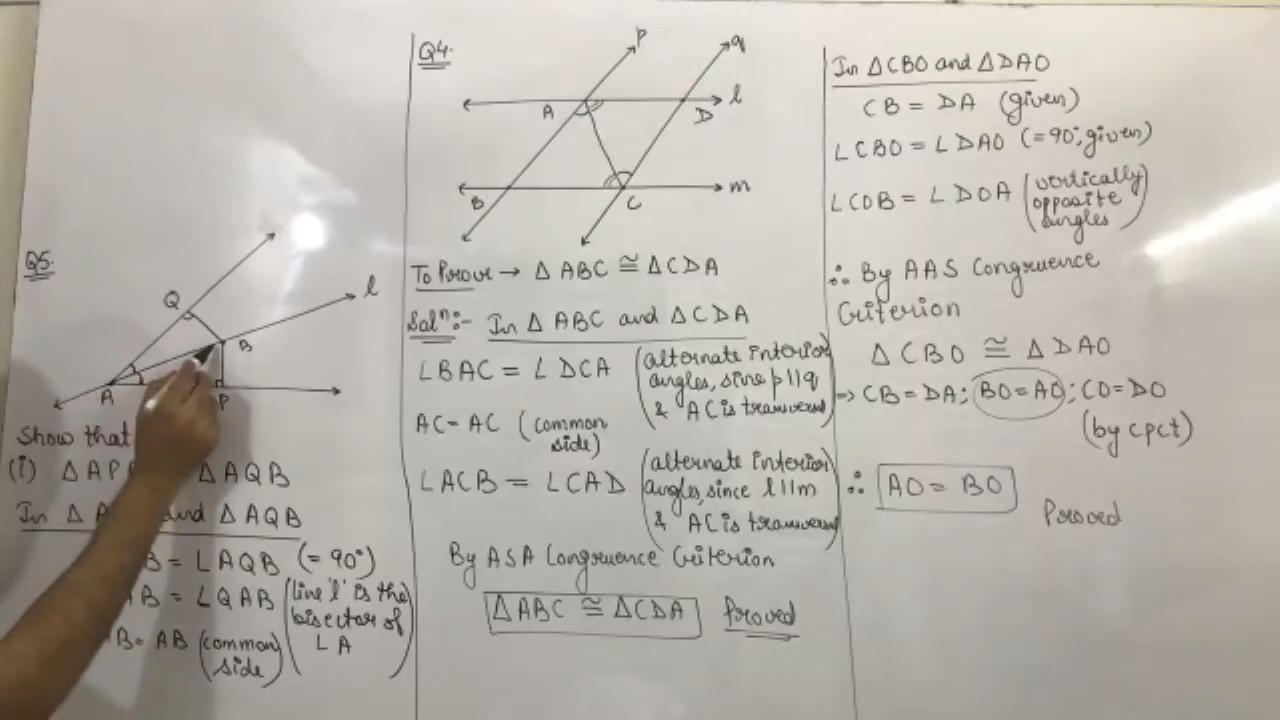 Q5.
Q
l
B
A
P
Show that
(i) △AP △AQB
In △ A and △AQB
B = ∠AQB (= 90°)
AB = ∠QAB (line 'l' is the bisector of ∠A)
B = AB (common side)
Q4.
p
q
A
D
l
B
C
m
To Prove → △ABC ≅ △CDA
Solⁿ:- In △ABC and △CDA
∠BAC = ∠DCA (alternate interior angles, sine p||q & AC is transversal)
AC = AC (common side)
∠ACB = ∠CAD (alternate interior angles, since l||m & AC is transversal)
By ASA Congruence Criterion
△ABC ≅ △CDA Proved
In △CBO and △DAO
CB = DA (given)
∠CBO = ∠DAO (=90°, given)
∠COB = ∠DOA (vertically opposite angles)
∴ By AAS Congruence
Criterion
△CBO ≅ △DAO
⇒ CB = DA; BO = AO; CO = DO
(by cpct)
∴ AO = BO
Proved